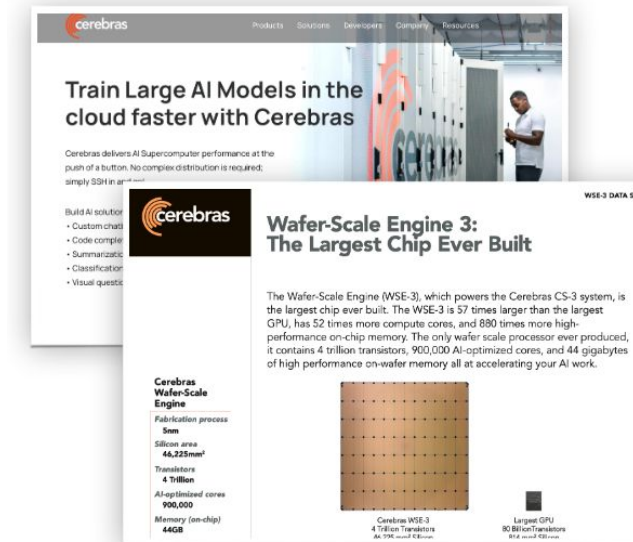 cerebras
Products Solutions Developers Company Resources
Train Large AI Models in the
cloud faster with Cerebras
Cerebras delivers AI Supercomputer performance at the
push of a button. No complex distribution is required;
simply SSH in and
Build AI
• Custom
• Code
•
•
• Visual
cerebras
WSE-3 DATA
Wafer-Scale Engine 3:
The Largest Chip Ever Built
The Wafer-Scale Engine (WSE-3), which powers the Cerebras CS-3 system, is
the largest chip ever built. The WSE-3 is 57 times larger than the largest
GPU, has 52 times more compute cores, and 880 times more high-
performance on-chip memory. The only wafer scale processor ever produced,
it contains 4 trillion transistors, 900,000 AI-optimized cores, and 44 gigabytes
of high performance on-wafer memory all at accelerating your AI work.
Cerebras
Wafer-Scale
Engine
Fabrication process
5nm
Silicon area
46,225mm²
Transistors
4 Trillion
AI-optimized cores
900,000
Memory (on-chip)
44GB
Cerebras WSE-3
4 Trillion Transistors
Largest GPU
80 BillionTransistors